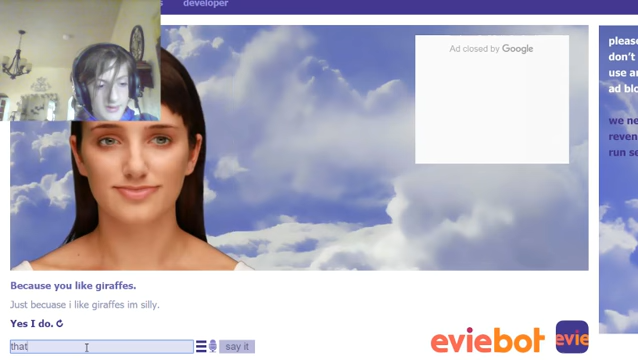 developer
Ad closed by Google
please
don't
use a
ad blo
we ne
reven
run se
Because you like giraffes.
Just becuase i like giraffes im silly.
Yes I do.
that
say it
eviebot
evie